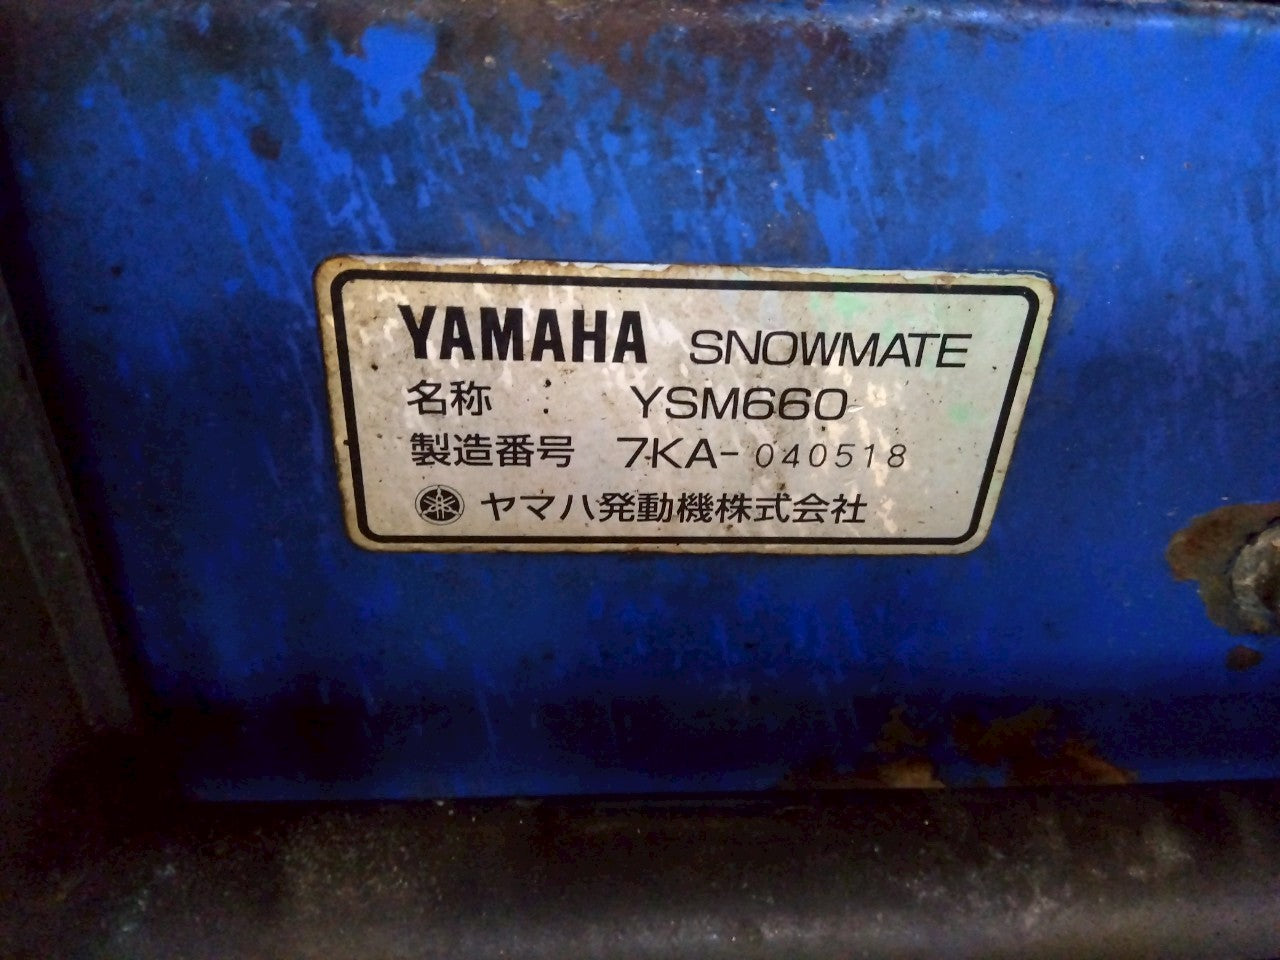 YAMAHA SNOWMATE
名称 : YSM660
製造番号 7KA-040518
ヤマハ発動機株式会社